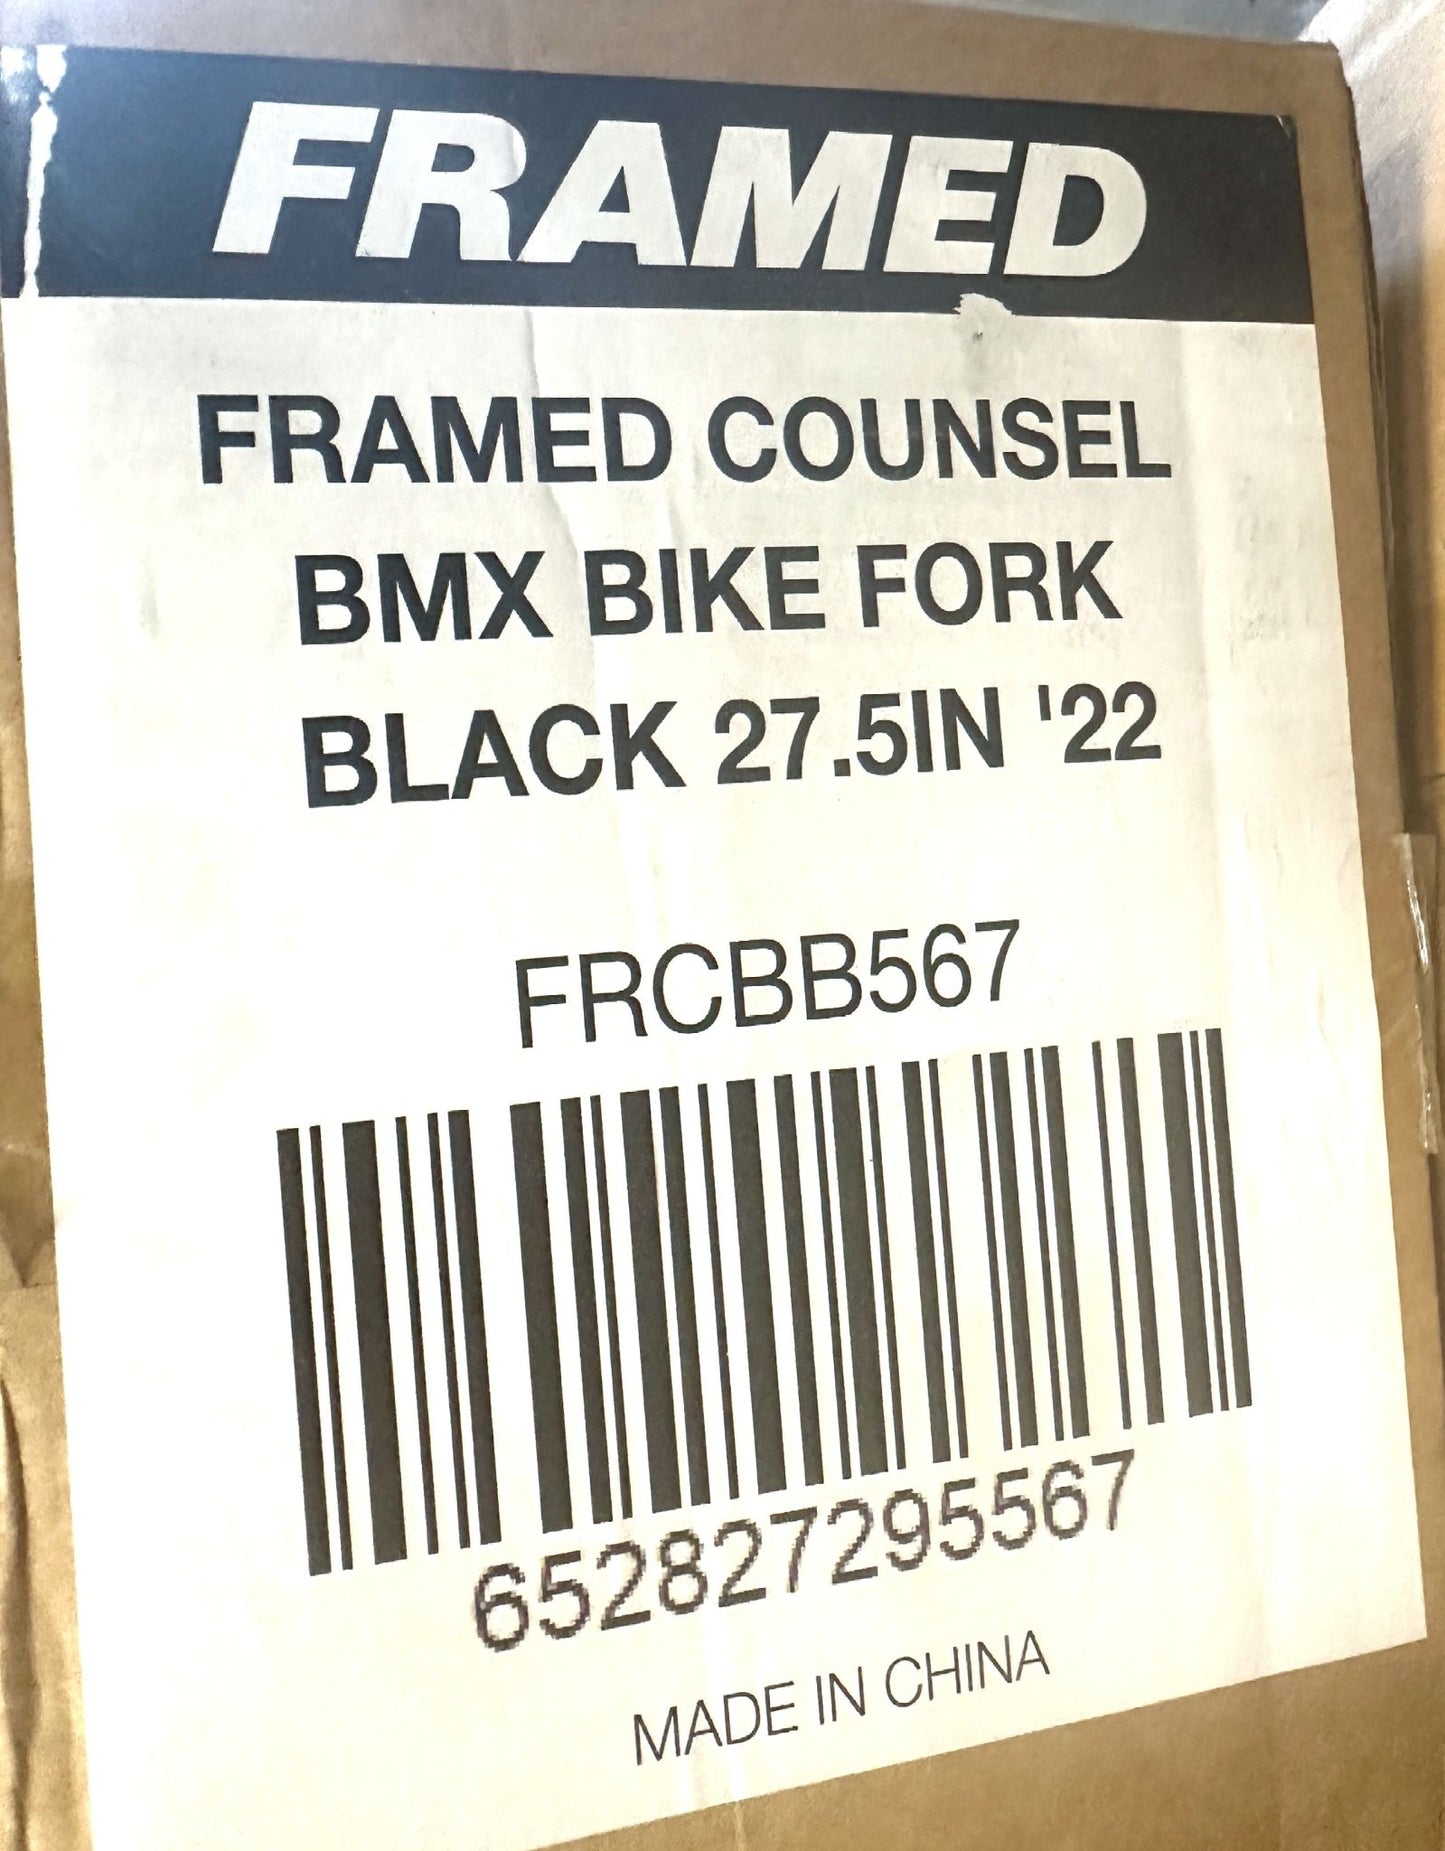 FRAMED
FRAMED COUNSEL
BMX BIKE FORK
BLACK 27.5IN '22
FRCBB567
652827295567
MADE IN CHINA